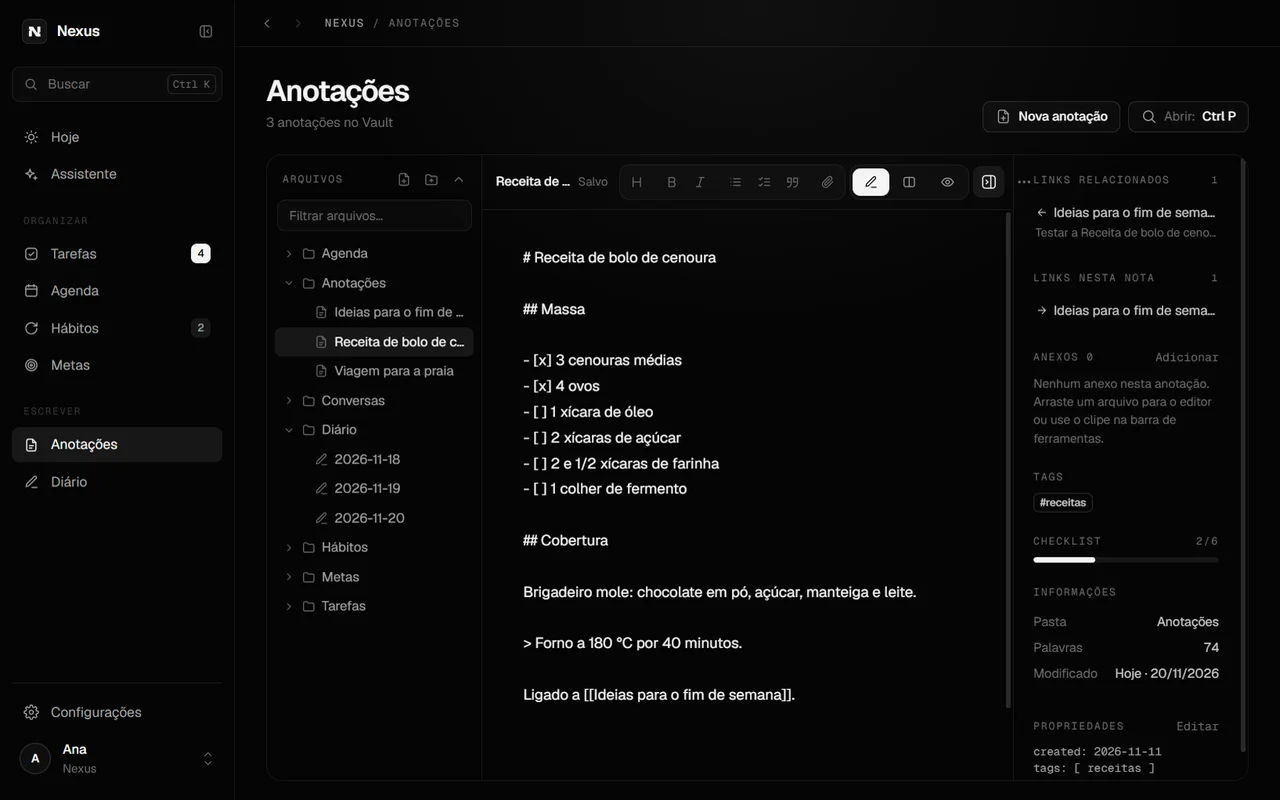 Nexus
Buscar Ctrl K
Hoje
Assistente
ORGANIZAR
Tarefas 4
Agenda
Hábitos 2
Metas
ESCREVER
Anotações
Diário
Configurações
A Ana
Nexus
NEXUS / ANOTAÇÕES
Anotações
3 anotações no Vault
Nova anotação
Abrir: Ctrl P
ARQUIVOS
Filtrar arquivos...
Agenda
Anotações
Ideias para o fim de ...
Receita de bolo de c...
Viagem para a praia
Conversas
Diário
2026-11-18
2026-11-19
2026-11-20
Hábitos
Metas
Tarefas
Receita de ... Salvo H B I
# Receita de bolo de cenoura
## Massa
- [x] 3 cenouras médias
- [x] 4 ovos
- [ ] 1 xícara de óleo
- [ ] 2 xícaras de açúcar
- [ ] 2 e 1/2 xícaras de farinha
- [ ] 1 colher de fermento
## Cobertura
Brigadeiro mole: chocolate em pó, açúcar, manteiga e leite.
> Forno a 180 °C por 40 minutos.
Ligado a [[Ideias para o fim de semana]].
LINKS RELACIONADOS 1
← Ideias para o fim de sema...
Testar a Receita de bolo de ceno...
LINKS NESTA NOTA 1
→ Ideias para o fim de sema...
ANEXOS 0 Adicionar
Nenhum anexo nesta anotação.
Arraste um arquivo para o editor
ou use o clipe na barra de
ferramentas.
TAGS
#receitas
CHECKLIST 2/6
INFORMAÇÕES
Pasta Anotações
Palavras 74
Modificado Hoje · 20/11/2026
PROPRIEDADES Editar
created: 2026-11-11
tags: [ receitas ]